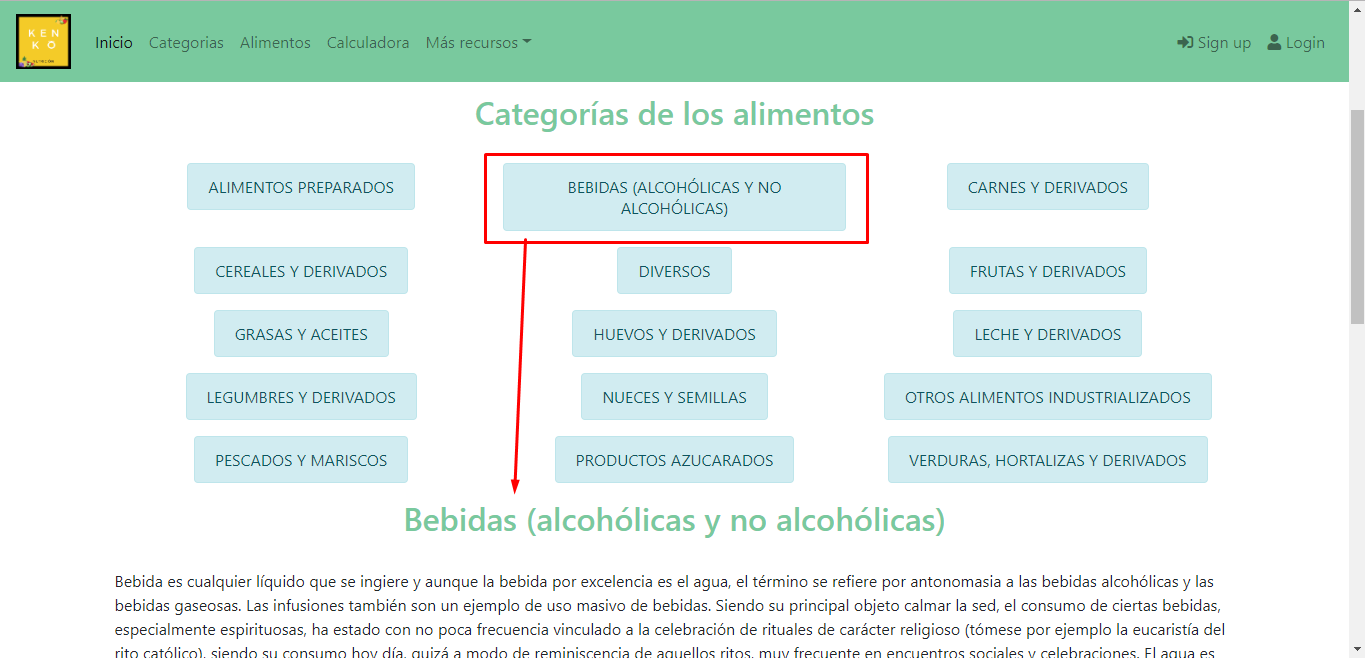 KEN
KO
Inicio Categorias Alimentos Calculadora Más recursos Sign up Login
Categorías de los alimentos
ALIMENTOS PREPARADOS
BEBIDAS (ALCOHÓLICAS Y NO
ALCOHÓLICAS)
CARNES Y DERIVADOS
CEREALES Y DERIVADOS
DIVERSOS
FRUTAS Y DERIVADOS
GRASAS Y ACEITES
HUEVOS Y DERIVADOS
LECHE Y DERIVADOS
LEGUMBRES Y DERIVADOS
NUECES Y SEMILLAS
OTROS ALIMENTOS INDUSTRIALIZADOS
PESCADOS Y MARISCOS
PRODUCTOS AZUCARADOS
VERDURAS, HORTALIZAS Y DERIVADOS
Bebidas (alcohólicas y no alcohólicas)
Bebida es cualquier líquido que se ingiere y aunque la bebida por excelencia es el agua, el término se refiere por antonomasia a las bebidas alcohólicas y las
bebidas gaseosas. Las infusiones también son un ejemplo de uso masivo de bebidas. Siendo su principal objeto calmar la sed, el consumo de ciertas bebidas,
especialmente espirituosas, ha estado con no poca frecuencia vinculado a la celebración de rituales de carácter religioso (tómese por ejemplo la eucaristía del
rito católico), siendo su consumo hoy día, quizá a modo de reminiscencia de aquellos ritos, muy frecuente en encuentros sociales y celebraciones. El agua es